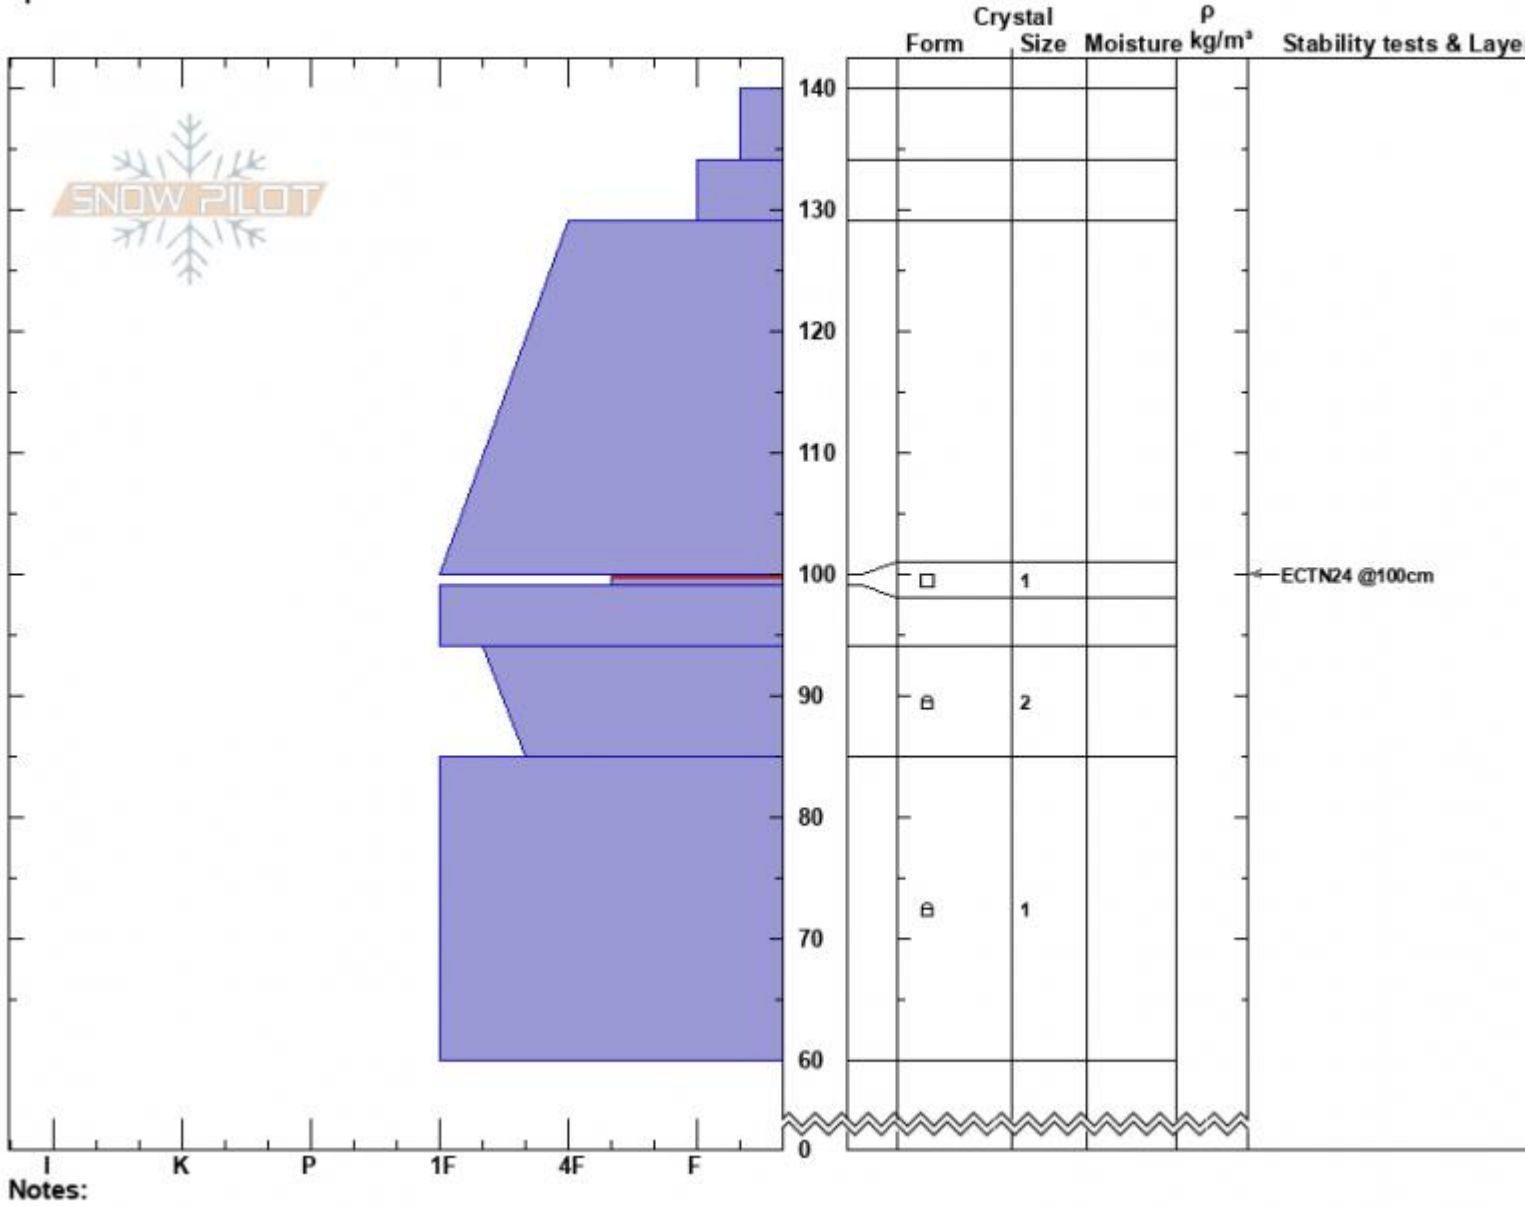 Crystal ρ
Form Size Moisture kg/m³ Stability tests & Laye
SNOW PILOT
140
130
120
110
100
90
80
70
60
0
1
2
1
ECTN24 @100cm
I K P 1F 4F F
Notes: